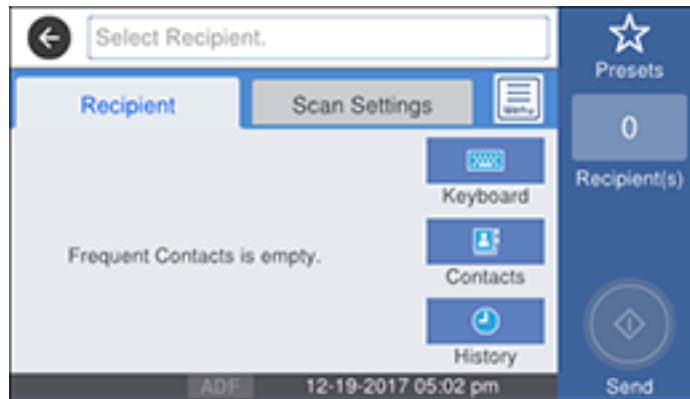 Select Recipient.
Presets
Recipient
Scan Settings
Menu
0
Recipient(s)
Keyboard
Frequent Contacts is empty.
Contacts
History
ADF
12-19-2017 05:02 pm
Send